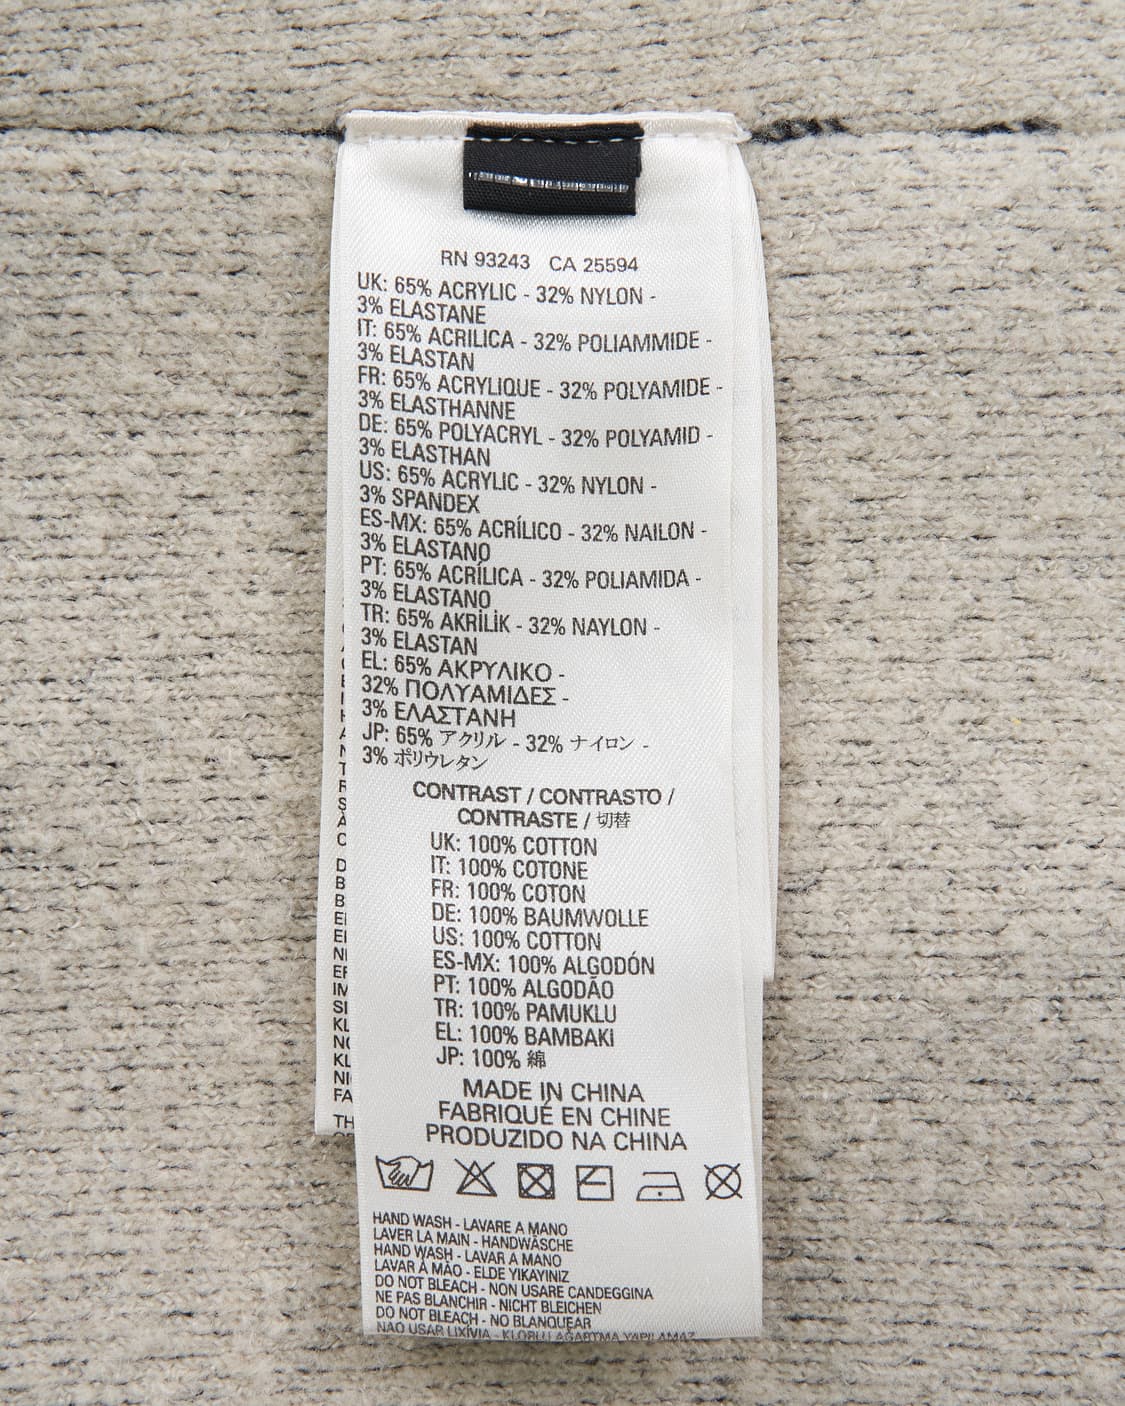 RN 93243 CA 25594
UK: 65% ACRYLIC - 32% NYLON -
3% ELASTANE
IT: 65% ACRILICA - 32% POLIAMMIDE -
3% ELASTAN
FR: 65% ACRYLIQUE - 32% POLYAMIDE -
3% ELASTHANNE
DE: 65% POLYACRYL - 32% POLYAMID -
3% ELASTHAN
US: 65% ACRYLIC - 32% NYLON -
3% SPANDEX
ES-MX: 65% ACRÍLICO - 32% NAILON -
3% ELASTANO
PT: 65% ACRÍLICA - 32% POLIAMIDA -
3% ELASTANO
TR: 65% AKRİLİK - 32% NAYLON -
3% ELASTAN
EL: 65% ΑΚΡΥΛΙΚΟ -
32% ΠΟΛΥΑΜΙΔΕΣ -
3% ΕΛΑΣΤΑΝΗ
JP: 65% アクリル - 32% ナイロン -
3% ポリウレタン
CONTRAST / CONTRASTO /
CONTRASTE / 切替
UK: 100% COTTON
IT: 100% COTONE
FR: 100% COTON
DE: 100% BAUMWOLLE
US: 100% COTTON
ES-MX: 100% ALGODÓN
PT: 100% ALGODÃO
TR: 100% PAMUKLU
EL: 100% ΒΑΜΒΑΚΙ
JP: 100% 綿
MADE IN CHINA
FABRIQUÉ EN CHINE
PRODUZIDO NA CHINA
HAND WASH - LAVARE A MANO
LAVER LA MAIN - HANDWÄSCHE
HAND WASH - LAVAR A MANO
LAVAR À MÃO - ELDE YIKAYINIZ
DO NOT BLEACH - NON USARE CANDEGGINA
NE PAS BLANCHIR - NICHT BLEICHEN
DO NOT BLEACH - NO BLANQUEAR
NAO USAR LIXÍVIA - KLORLU AGARTMA YAPILAMAZ